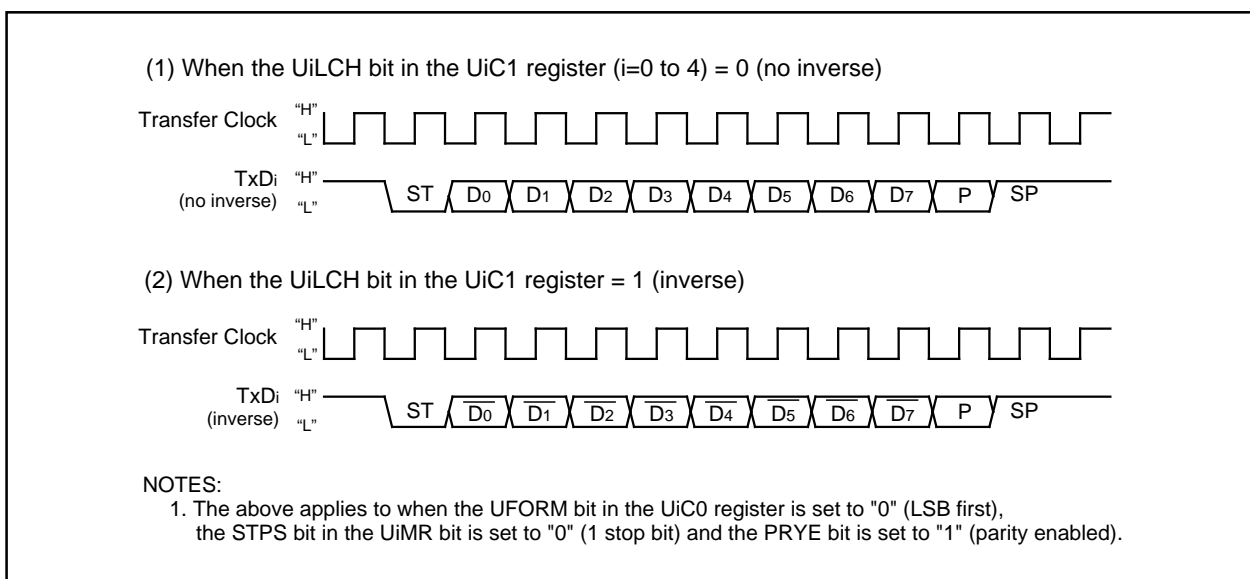 (1) When the UiLCH bit in the UiC1 register (i=0 to 4) = 0 (no inverse)
“H”
Transfer Clock
“L”
TxDi “H”
(no inverse) “L”
ST D0 D1 D2 D3 D4 D5 D6 D7 P SP
(2) When the UiLCH bit in the UiC1 register = 1 (inverse)
“H”
Transfer Clock
“L”
TxDi “H”
(inverse) “L”
ST D0 D1 D2 D3 D4 D5 D6 D7 P SP
NOTES:
1. The above applies to when the UFORM bit in the UiC0 register is set to "0" (LSB first),
the STPS bit in the UiMR bit is set to "0" (1 stop bit) and the PRYE bit is set to "1" (parity enabled).